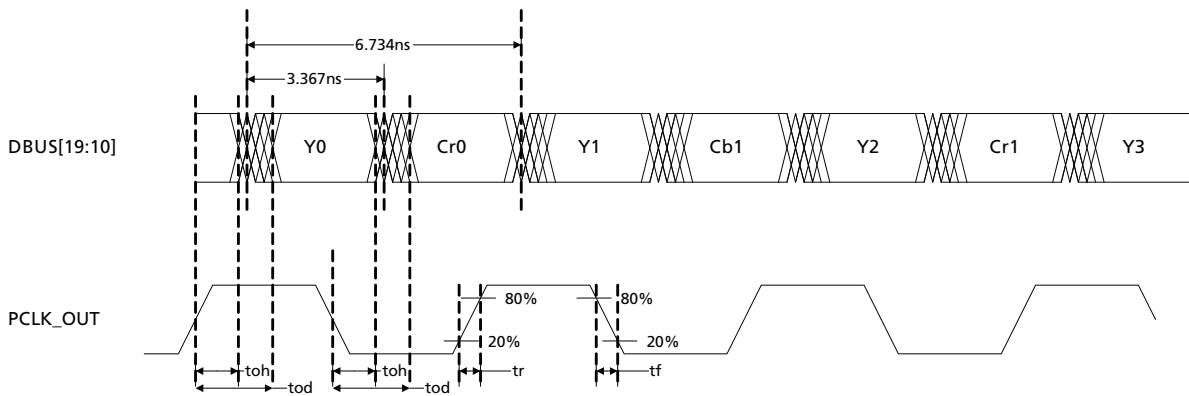 6.734ns
3.367ns
DBUS[19:10]
Y0
Cr0
Y1
Cb1
Y2
Cr1
Y3
80%
80%
PCLK_OUT
20%
20%
toh
toh
tr
tf
tod
tod